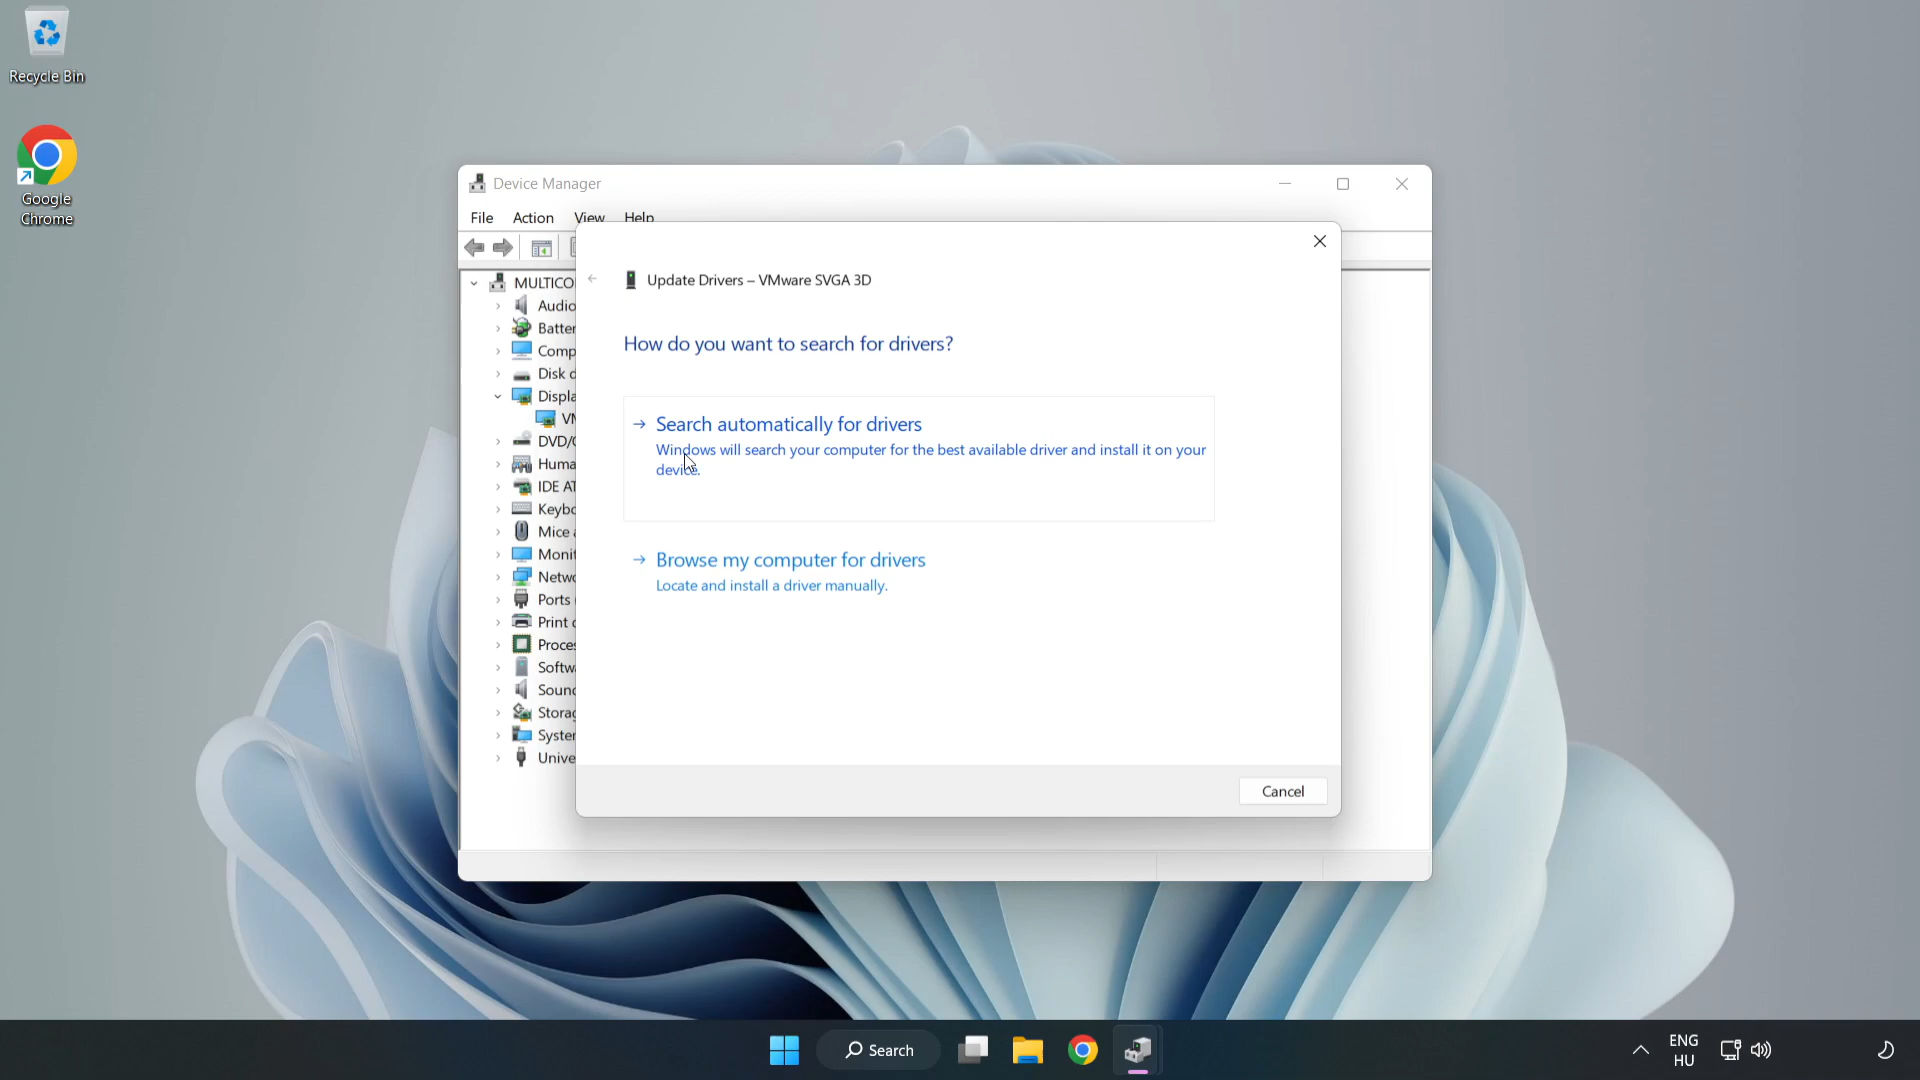 Recycle Bin
Google
Chrome
Device Manager
File Action View Help
Update Drivers – VMware SVGA 3D
How do you want to search for drivers?
Search automatically for drivers
Windows will search your computer for the best available driver and install it on your
device.
Browse my computer for drivers
Locate and install a driver manually.
Cancel
MULTICO
Audio
Batter
Comp
Disk d
Displa
VM
DVD/C
Huma
IDE AT
Keybo
Mice a
Monit
Netwo
Ports (
Print q
Proces
Softwa
Sound
Storag
System
Unive
Search
ENG
HU